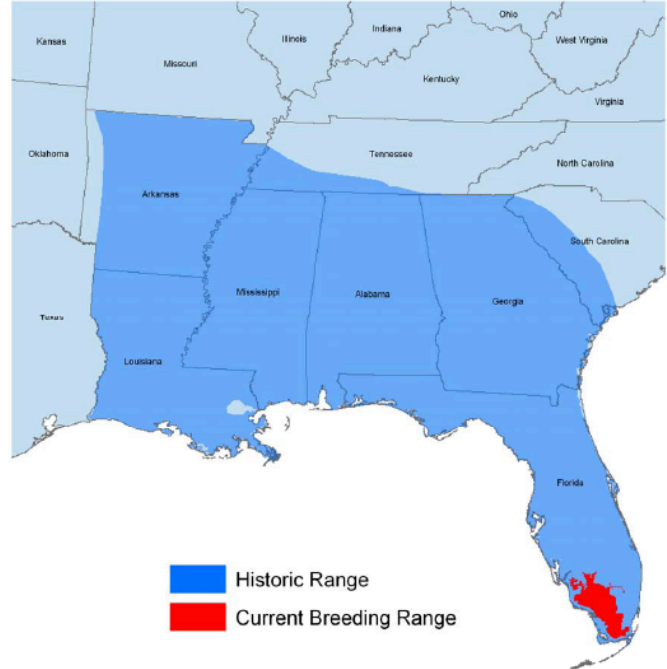 Ohio
Indiana
Illinois
West Virginia
Kansas
Missouri
Kentucky
Virginia
Oklahoma
Tennessee
North Carolina
Arkansas
South Carolina
Mississippi
Alabama
Georgia
Texas
Louisiana
Florida
Historic Range
Current Breeding Range